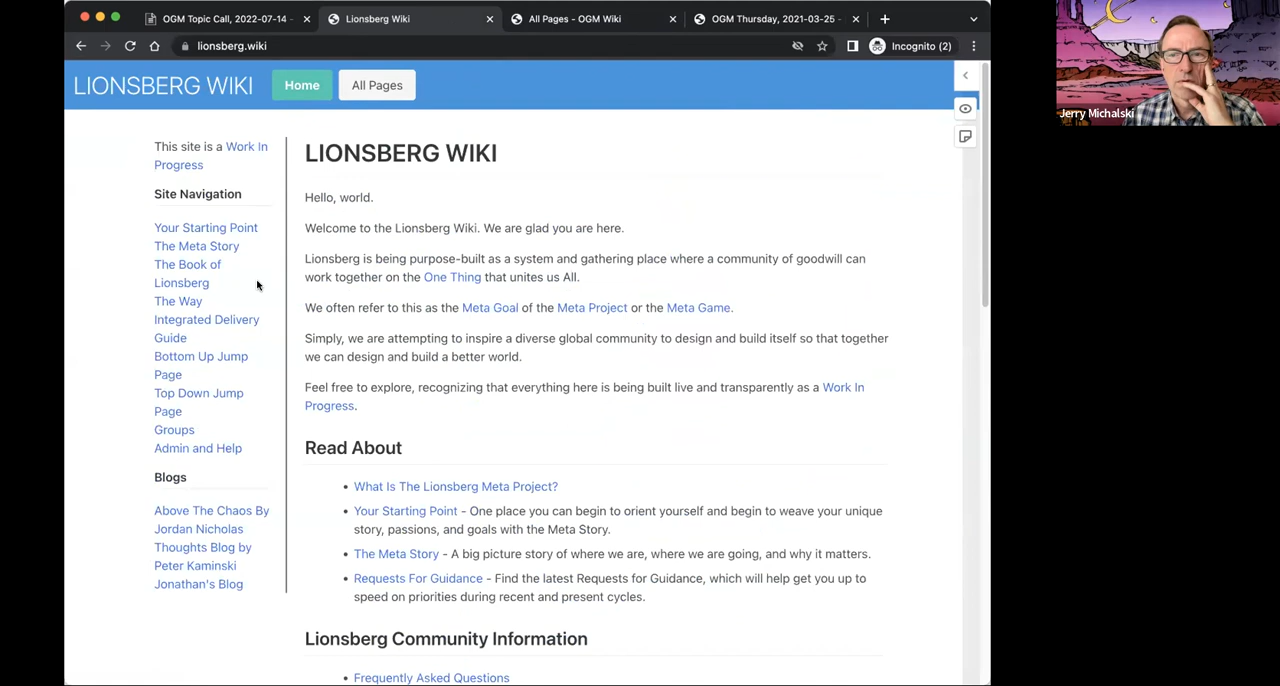 OGM Topic Call, 2022-07-14 -
Lionsberg Wiki
All Pages - OGM Wiki
OGM Thursday, 2021-03-25 -
lionsberg.wiki
Incognito (2)
LIONSBERG WIKI
Home
All Pages
Jerry Michalski
This site is a Work In
Progress
Site Navigation
Your Starting Point
The Meta Story
The Book of
Lionsberg
The Way
Integrated Delivery
Guide
Bottom Up Jump
Page
Top Down Jump
Page
Groups
Admin and Help
Blogs
Above The Chaos By
Jordan Nicholas
Thoughts Blog by
Peter Kaminski
Jonathan's Blog
LIONSBERG WIKI
Hello, world.
Welcome to the Lionsberg Wiki. We are glad you are here.
Lionsberg is being purpose-built as a system and gathering place where a community of goodwill can
work together on the One Thing that unites us All.
We often refer to this as the Meta Goal of the Meta Project or the Meta Game.
Simply, we are attempting to inspire a diverse global community to design and build itself so that together
we can design and build a better world.
Feel free to explore, recognizing that everything here is being built live and transparently as a Work In
Progress.
Read About
• What Is The Lionsberg Meta Project?
• Your Starting Point - One place you can begin to orient yourself and begin to weave your unique
story, passions, and goals with the Meta Story.
• The Meta Story - A big picture story of where we are, where we are going, and why it matters.
• Requests For Guidance - Find the latest Requests for Guidance, which will help get you up to
speed on priorities during recent and present cycles.
Lionsberg Community Information
• Frequently Asked Questions